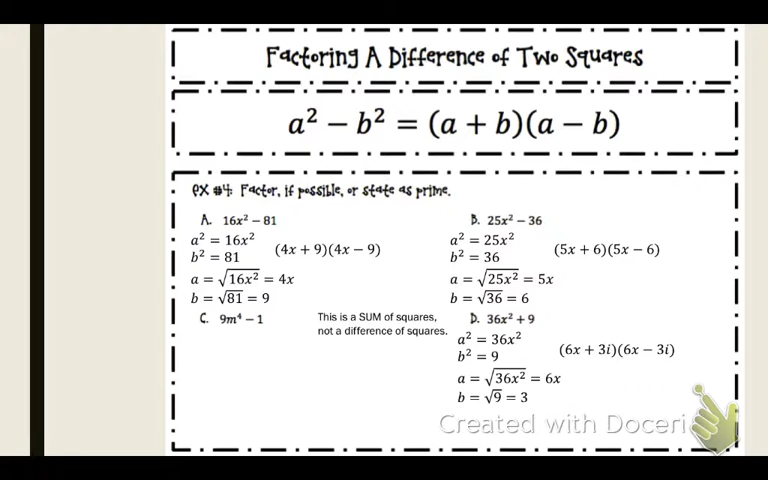 Factoring A Difference of Two Squares
a² − b² = (a + b)(a − b)
EX #4: Factor, if possible, or state as prime.
A. 16x² − 81
a² = 16x²
b² = 81
(4x + 9)(4x − 9)
a = √16x² = 4x
b = √81 = 9
B. 25x² − 36
a² = 25x²
b² = 36
(5x + 6)(5x − 6)
a = √25x² = 5x
b = √36 = 6
C. 9m⁴ − 1
This is a SUM of squares,
not a difference of squares.
D. 36x² + 9
a² = 36x²
b² = 9
(6x + 3i)(6x − 3i)
a = √36x² = 6x
b = √9 = 3
Created with Doceri